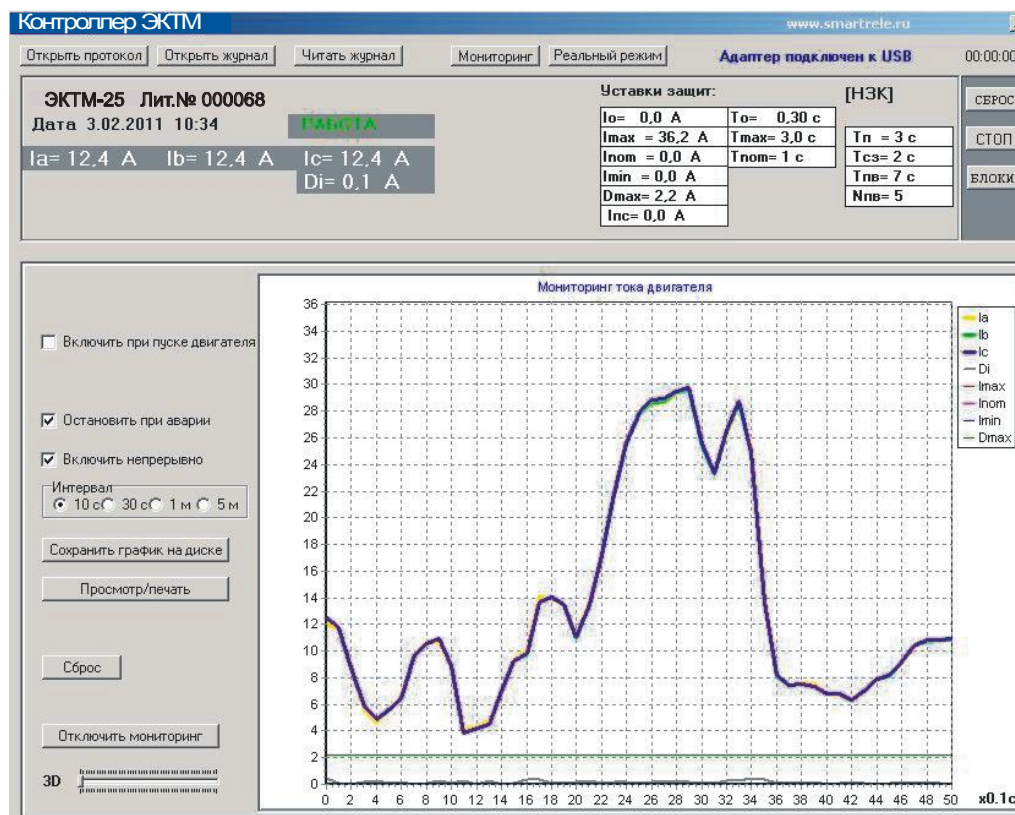 Контроллер ЭКТМ www.smartrele.ru
Открыть протокол Открыть журнал Читать журнал Мониторинг Реальный режим Адаптер подключен к USB 00:00:00
ЭКТМ-25 Лит.№ 000068
Дата 3.02.2011 10:34 РАБОТА
Ia= 12,4 A Ib= 12,4 A Ic= 12,4 A
Di= 0,1 A
Уставки защит: [НЗК]
Io= 0,0 A To= 0,30 c
Imax = 36,2 A Tmax= 3,0 c Тп = 3 c
Inom = 0,0 A Tnom= 1 c Тсз= 2 c
Imin = 0,0 A Тпв= 7 c
Dmax= 2,2 A Nпв= 5
Iпс= 0,0 A
СБРОС
СТОП
БЛОКИ
Включить при пуске двигателя
Остановить при аварии
Включить непрерывно
Интервал
10 с 30 с 1 м 5 м
Сохранить график на диске
Просмотр/печать
Сброс
Отключить мониторинг
3D
Мониторинг тока двигателя
36
34
32
30
28
26
24
22
20
18
16
14
12
10
8
6
4
2
0
0 2 4 6 8 10 12 14 16 18 20 22 24 26 28 30 32 34 36 38 40 42 44 46 48 50 x0.1c
Ia
Ib
Ic
Di
Imax
Inom
Imin
Dmax